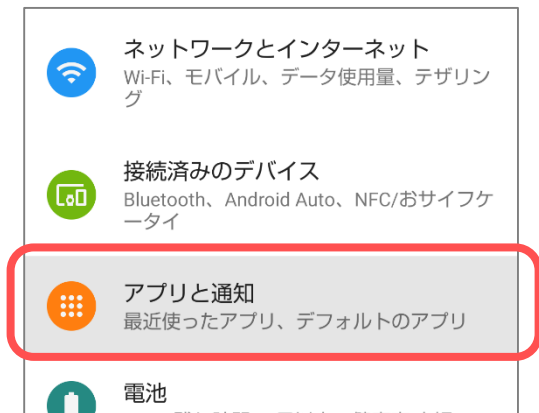 ネットワークとインターネット
Wi-Fi、モバイル、データ使用量、テザリン
グ
接続済みのデバイス
Bluetooth、Android Auto、NFC/おサイフケ
ータイ
アプリと通知
最近使ったアプリ、デフォルトのアプリ
電池